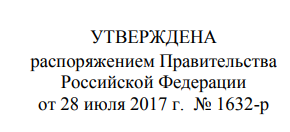 УТВЕРЖДЕНА
распоряжением Правительства
Российской Федерации
от 28 июля 2017 г.  № 1632-р